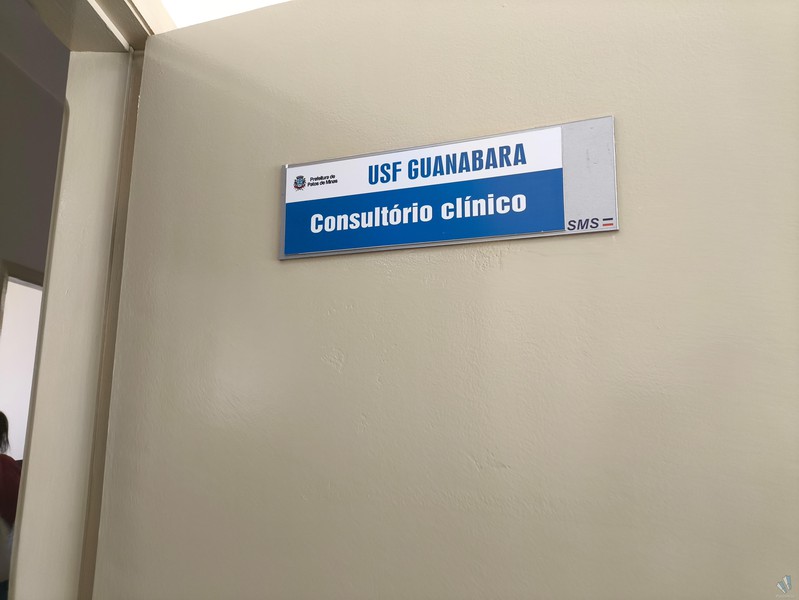 Prefeitura de
Patos de Minas
USF GUANABARA
Consultório clínico
SMS